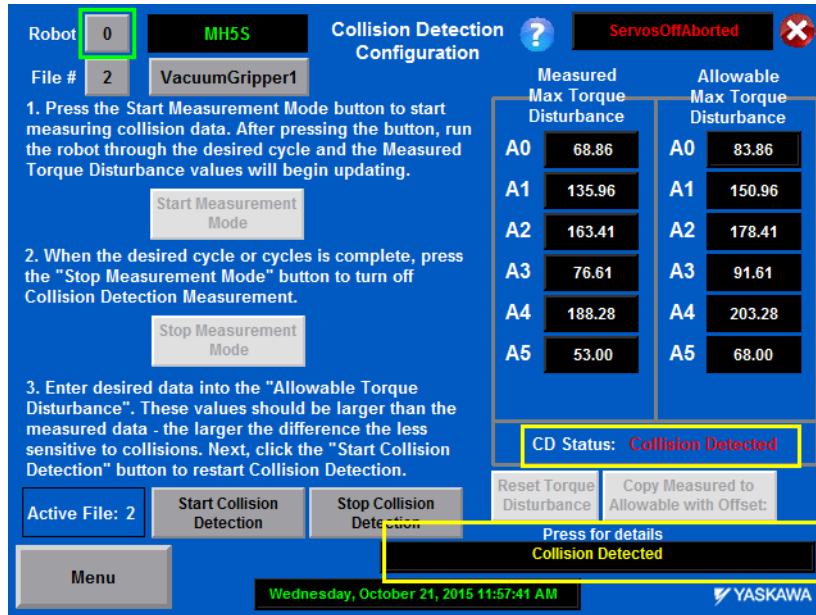 Robot 0 MH5S
Collision Detection
Configuration
? ServosOffAborted
File # 2 VacuumGripper1
1. Press the Start Measurement Mode button to start
measuring collision data. After pressing the button, run
the robot through the desired cycle and the Measured
Torque Disturbance values will begin updating.
Start Measurement
Mode
2. When the desired cycle or cycles is complete, press
the "Stop Measurement Mode" button to turn off
Collision Detection Measurement.
Stop Measurement
Mode
3. Enter desired data into the "Allowable Torque
Disturbance". These values should be larger than the
measured data - the larger the difference the less
sensitive to collisions. Next, click the "Start Collision
Detection" button to restart Collision Detection.
Active File: 2
Start Collision
Detection
Stop Collision
Detection
Measured
Max Torque
Disturbance
Allowable
Max Torque
Disturbance
A0 68.86 A0 83.86
A1 135.96 A1 150.96
A2 163.41 A2 178.41
A3 76.61 A3 91.61
A4 188.28 A4 203.28
A5 53.00 A5 68.00
CD Status: Collision Detected
Reset Torque
Disturbance
Copy Measured to
Allowable with Offset:
Press for details
Collision Detected
Menu
Wednesday, October 21, 2015 11:57:41 AM
YASKAWA